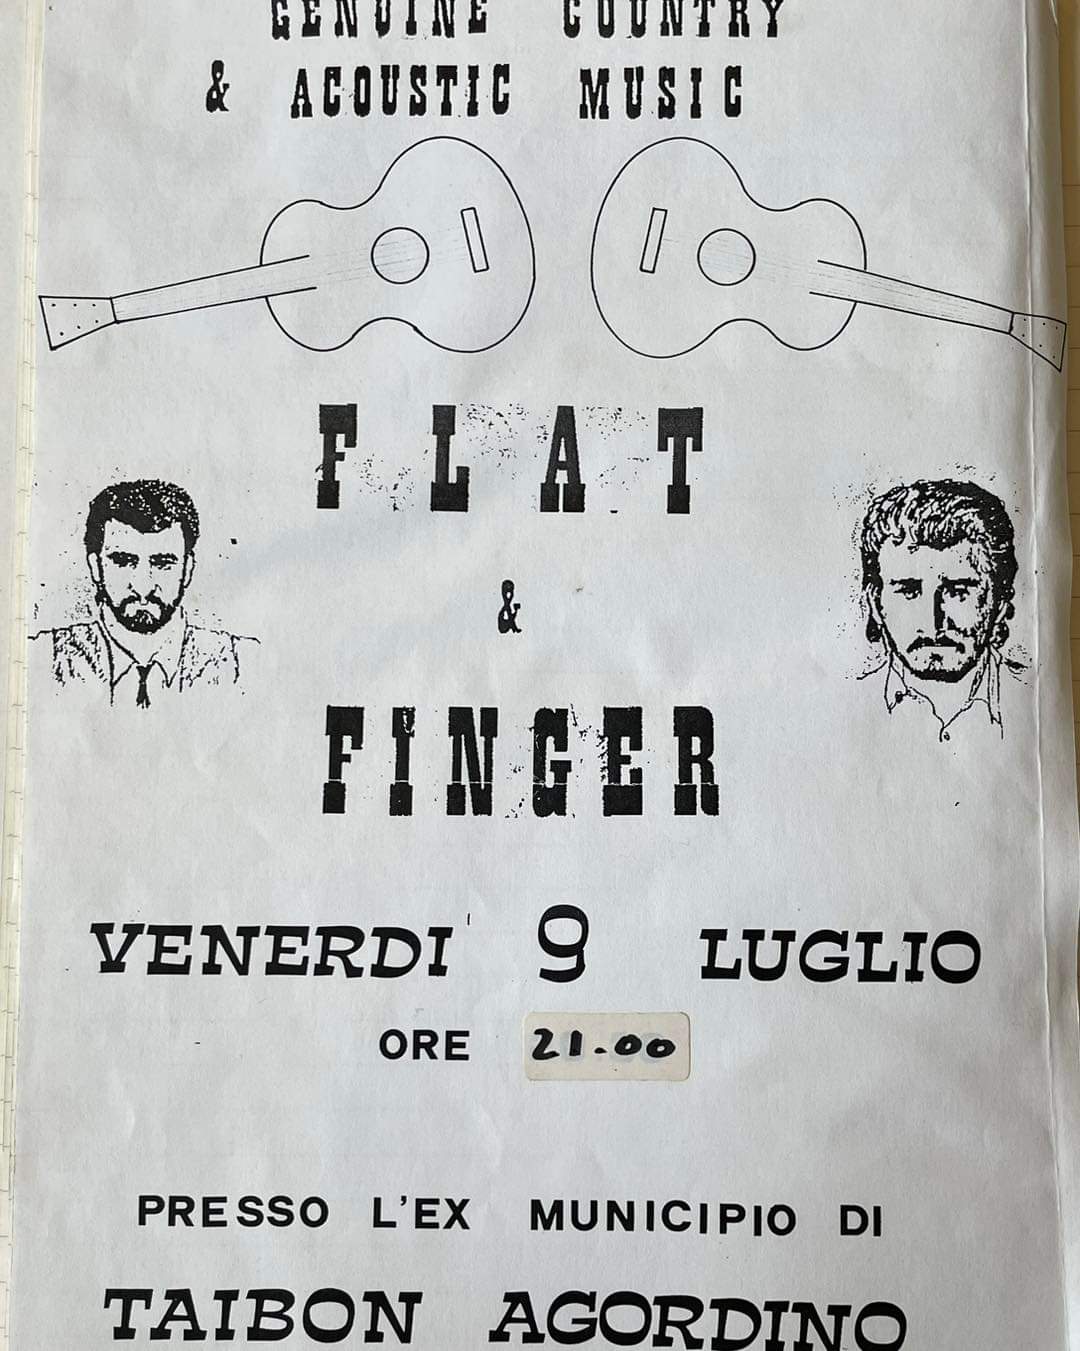 GENUINE COUNTRY
& ACOUSTIC MUSIC
FLAT
&
FINGER
VENERDI' 9 LUGLIO
ORE 21.00
PRESSO L'EX MUNICIPIO DI
TAIBON AGORDINO